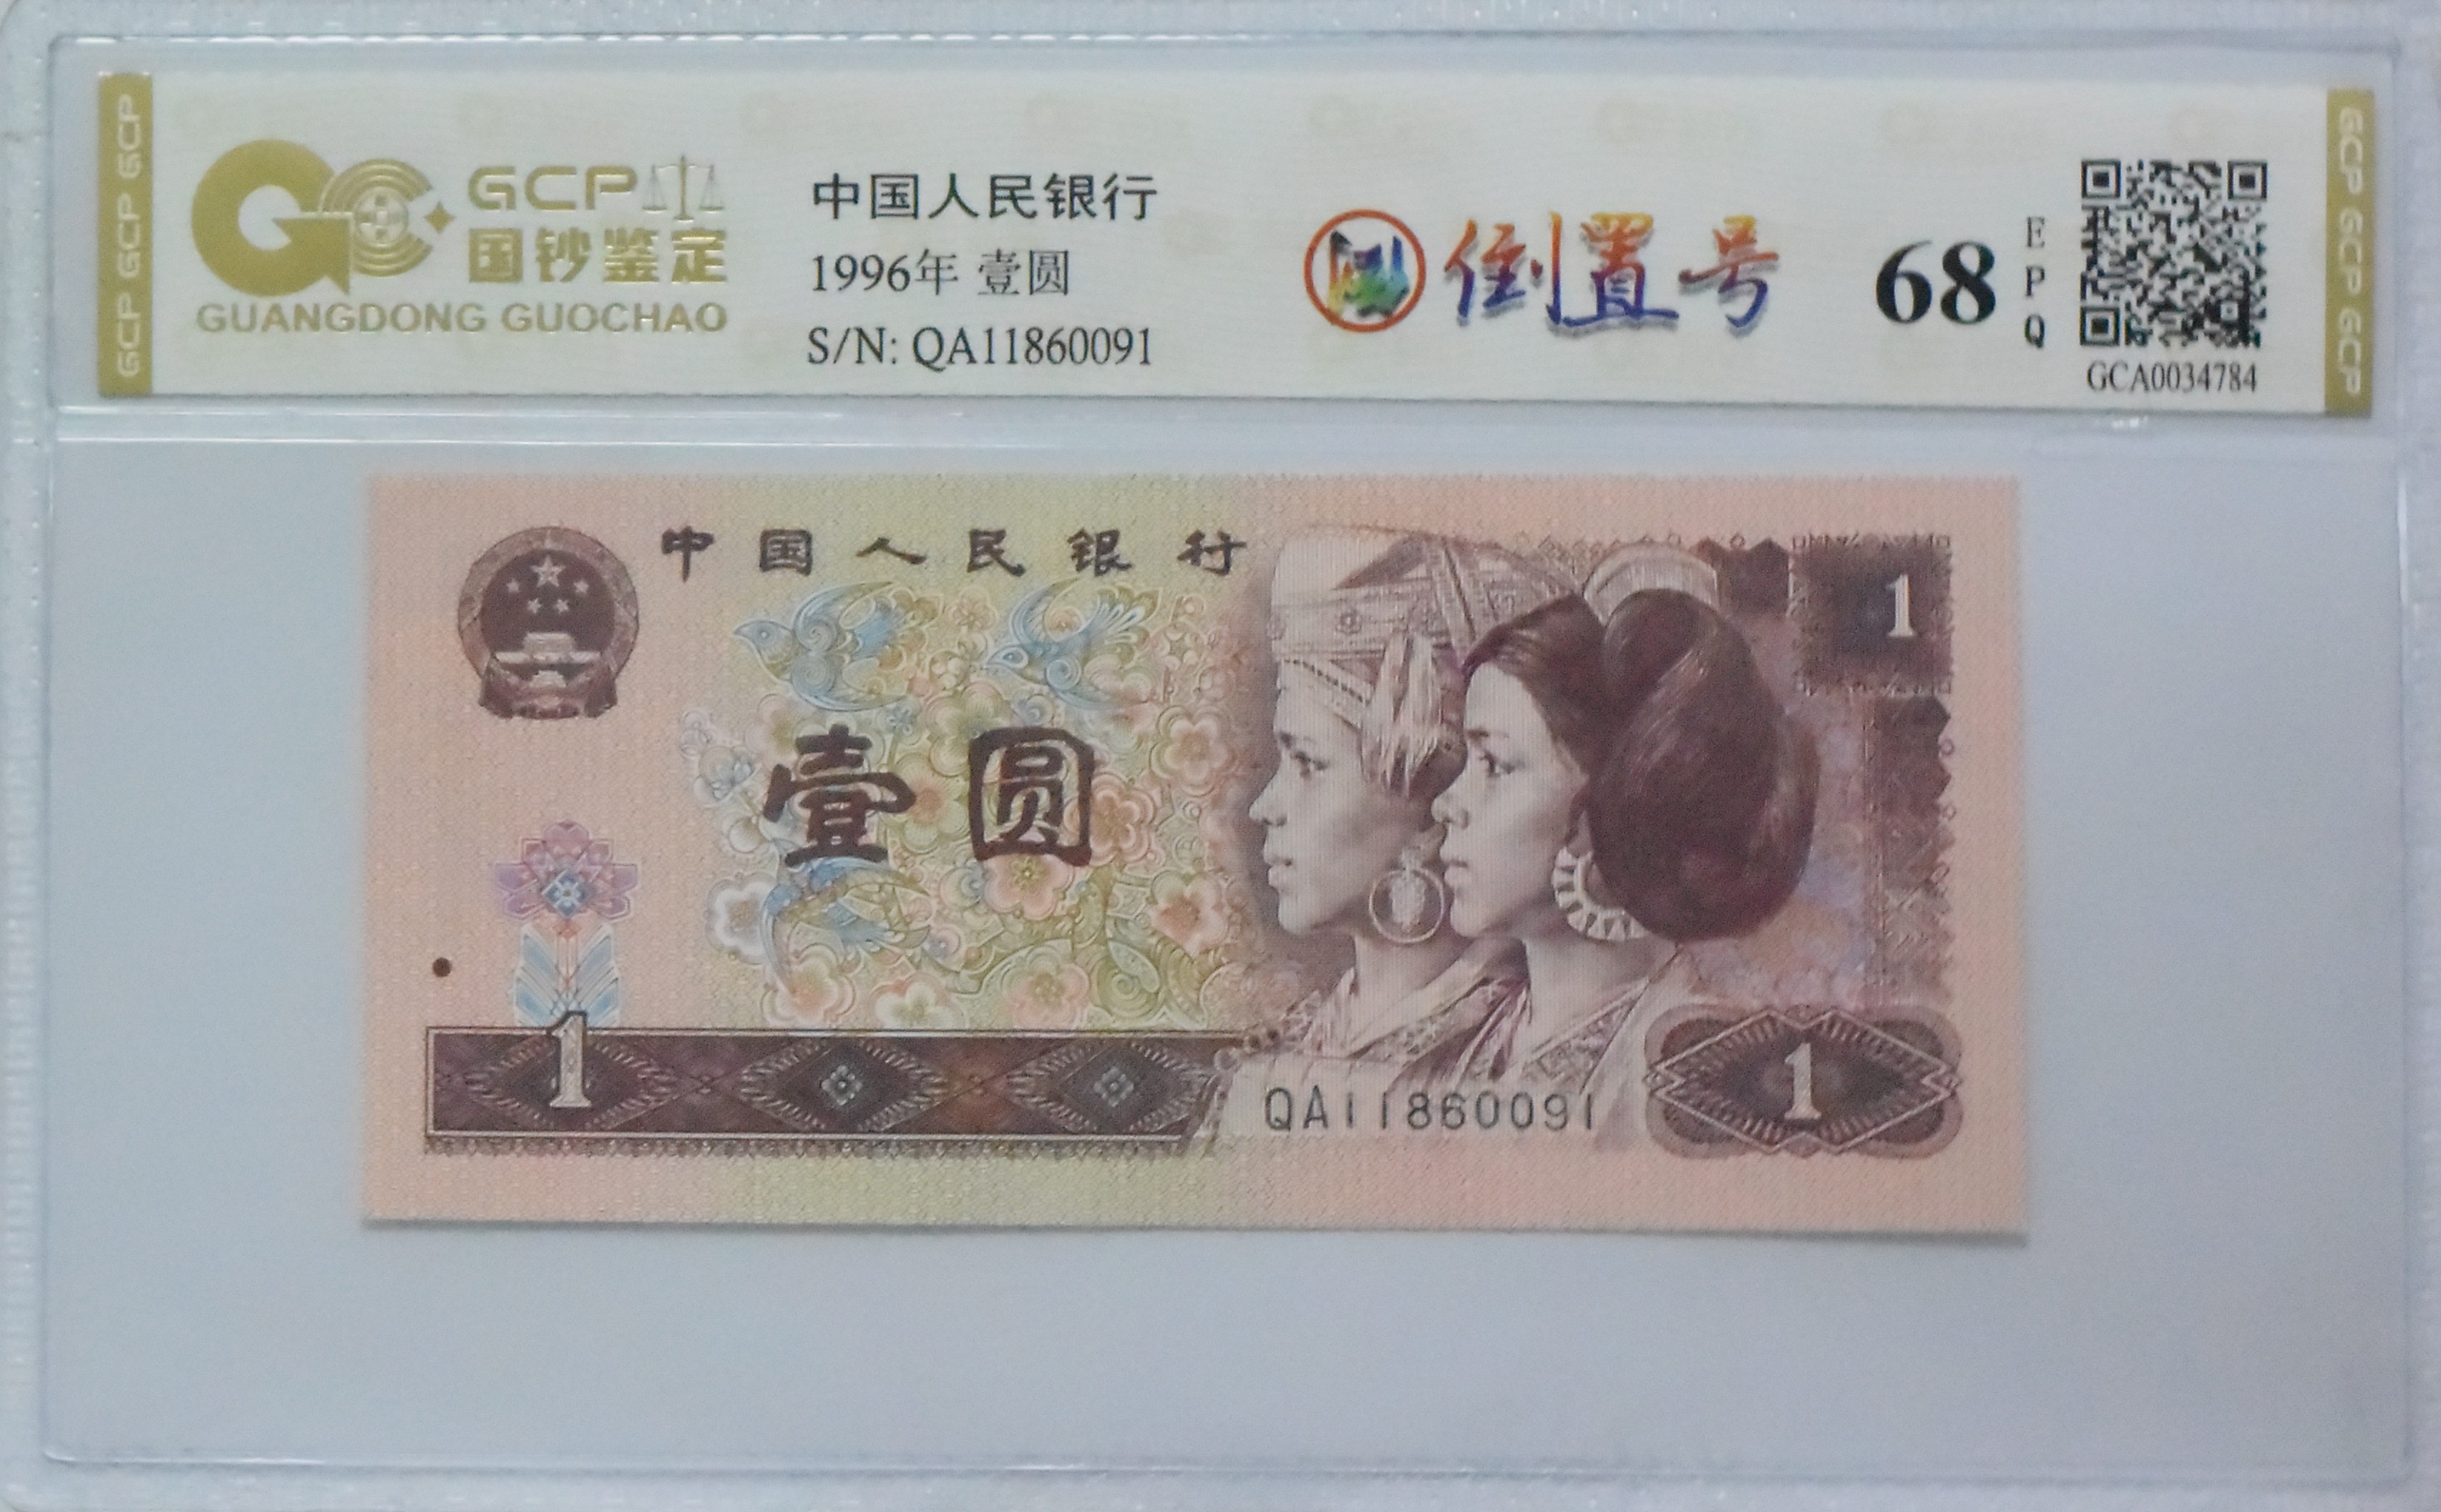 GCP GCP GCP
GCP
国钞鉴定
GUANGDONG GUOCHAO
中国人民银行
1996年 壹圆
S/N: QA11860091
倒置号
68
E
P
Q
GCA0034784
GCP GCP GCP
中国人民银行
1
壹圆
1
QA11860091
1